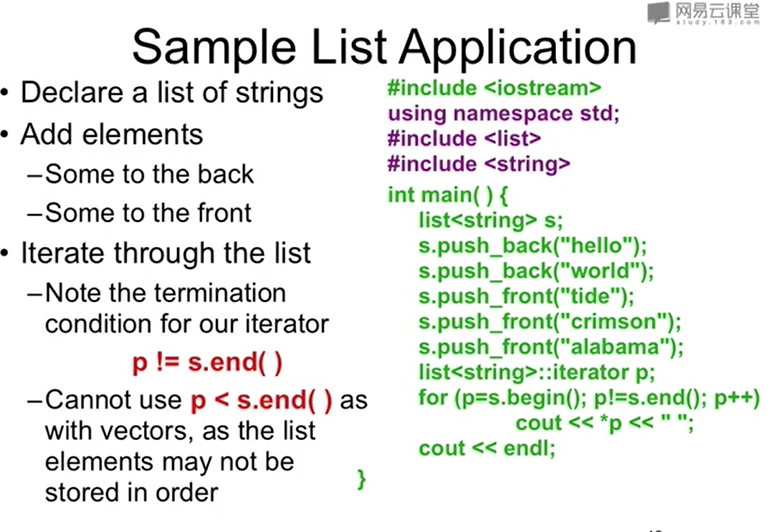 网易云课堂
study.163.com
Sample List Application
• Declare a list of strings
• Add elements
–Some to the back
–Some to the front
• Iterate through the list
–Note the termination
condition for our iterator
p != s.end( )
–Cannot use p < s.end( ) as
with vectors, as the list
elements may not be
stored in order
#include <iostream>
using namespace std;
#include <list>
#include <string>
int main( ) {
list<string> s;
s.push_back("hello");
s.push_back("world");
s.push_front("tide");
s.push_front("crimson");
s.push_front("alabama");
list<string>::iterator p;
for (p=s.begin(); p!=s.end(); p++)
cout << *p << " ";
cout << endl;
}